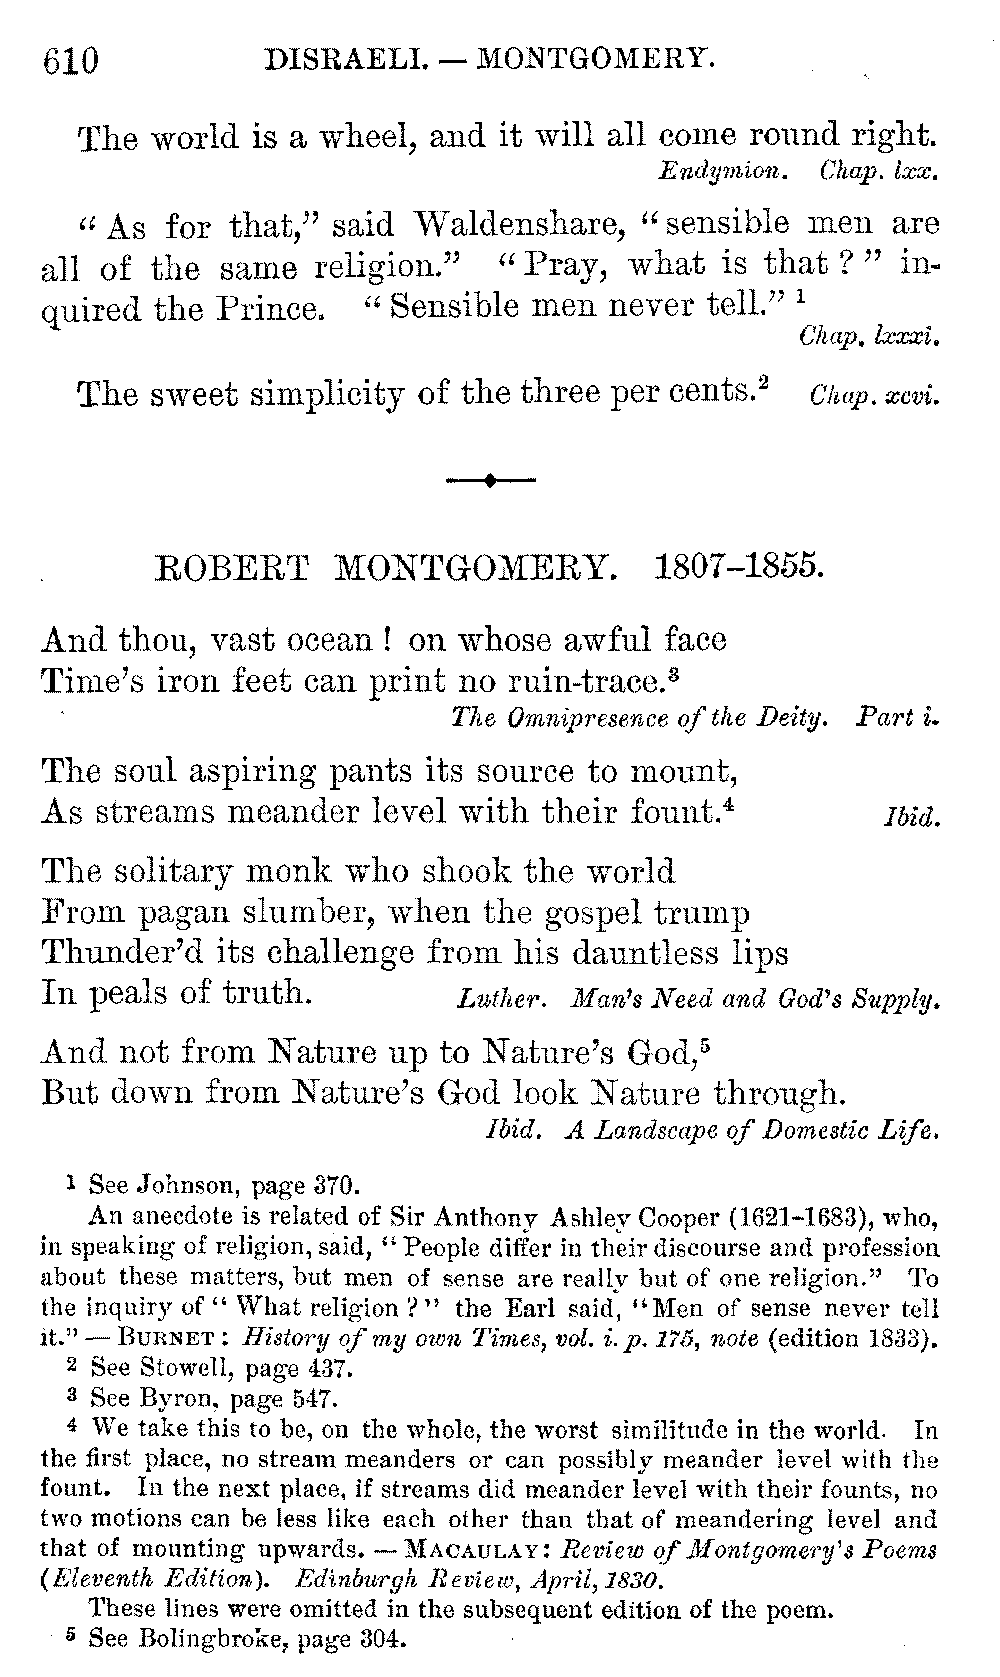 610 DISRAELI. — MONTGOMERY.
The world is a wheel, and it will all come round right.
Endymion. Chap. lxx.
“As for that,” said Waldenshare, “sensible men are
all of the same religion.” “Pray, what is that?” in-
quired the Prince. “Sensible men never tell.” ¹
Chap. lxxxi.
The sweet simplicity of the three per cents.² Chap. xcvi.
ROBERT MONTGOMERY. 1807–1855.
And thou, vast ocean! on whose awful face
Time’s iron feet can print no ruin-trace.³
The Omnipresence of the Deity. Part i.
The soul aspiring pants its source to mount,
As streams meander level with their fount.⁴ Ibid.
The solitary monk who shook the world
From pagan slumber, when the gospel trump
Thunder’d its challenge from his dauntless lips
In peals of truth. Luther. Man’s Need and God’s Supply.
And not from Nature up to Nature’s God,⁵
But down from Nature’s God look Nature through.
Ibid. A Landscape of Domestic Life.
¹ See Johnson, page 370.
An anecdote is related of Sir Anthony Ashley Cooper (1621–1683), who,
in speaking of religion, said, “People differ in their discourse and profession
about these matters, but men of sense are really but of one religion.” To
the inquiry of “What religion?” the Earl said, “Men of sense never tell
it.” — BURNET: History of my own Times, vol. i. p. 175, note (edition 1833).
² See Stowell, page 437.
³ See Byron, page 547.
⁴ We take this to be, on the whole, the worst similitude in the world. In
the first place, no stream meanders or can possibly meander level with the
fount. In the next place, if streams did meander level with their founts, no
two motions can be less like each other than that of meandering level and
that of mounting upwards. — MACAULAY: Review of Montgomery’s Poems
(Eleventh Edition). Edinburgh Review, April, 1830.
These lines were omitted in the subsequent edition of the poem.
⁵ See Bolingbroke, page 304.